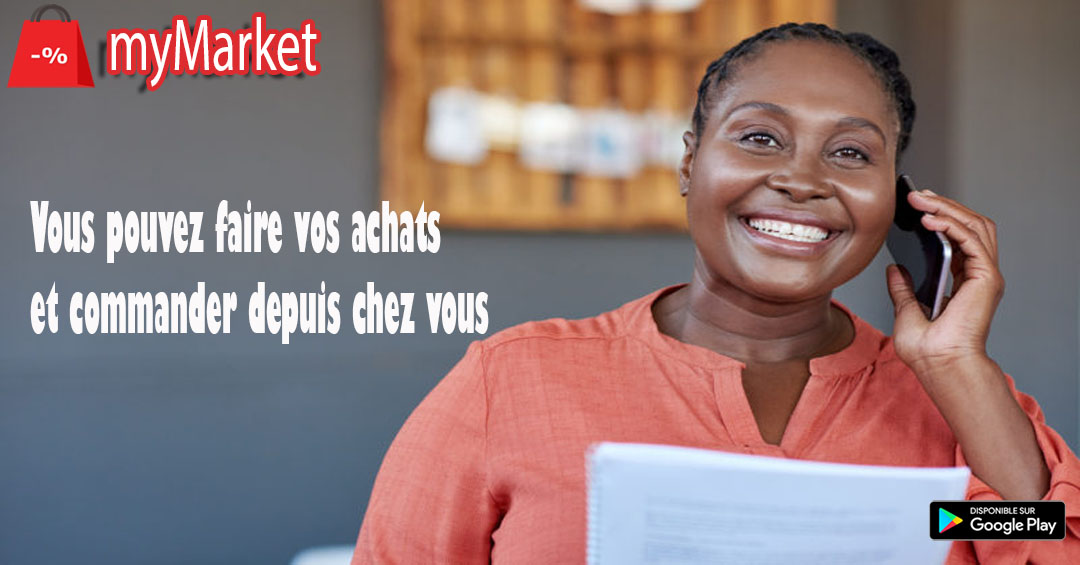 -%
myMarket
Vous pouvez faire vos achats
et commander depuis chez vous
DISPONIBLE SUR
Google Play